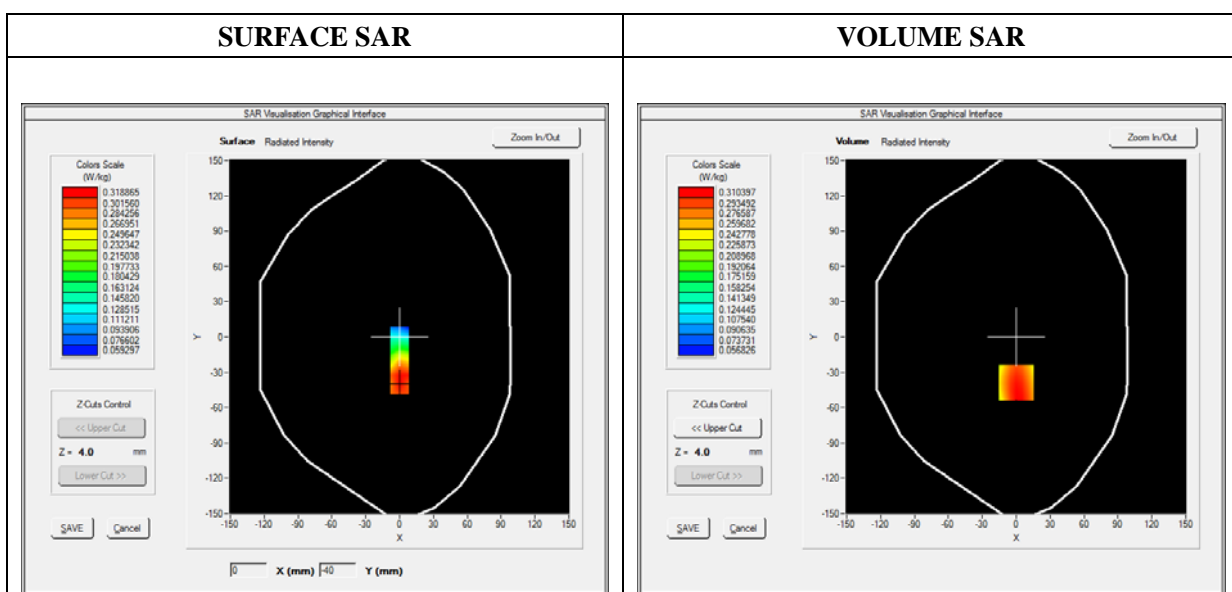 SURFACE SAR
VOLUME SAR
SAR Visualisation Graphical Interface
Surface Radiated Intensity
Zoom In/Out
Colors Scale
(W/kg)
0.318865
0.301560
0.284256
0.266951
0.249647
0.232342
0.215038
0.197733
0.180429
0.163124
0.145820
0.128515
0.111211
0.093906
0.076602
0.059297
Z-Cuts Control
<< Upper Cut
Z = 4.0 mm
Lower Cut >>
SAVE Cancel
150
120
90
60
30
0
-30
-60
-90
-120
-150
Y
-150 -120 -90 -60 -30 0 30 60 90 120 150
X
0 X (mm) -40 Y (mm)
SAR Visualisation Graphical Interface
Volume Radiated Intensity
Zoom In/Out
Colors Scale
(W/kg)
0.310397
0.293492
0.276587
0.259682
0.242778
0.225873
0.208968
0.192064
0.175159
0.158254
0.141349
0.124445
0.107540
0.090635
0.073731
0.056826
Z-Cuts Control
<< Upper Cut
Z = 4.0 mm
Lower Cut >>
SAVE Cancel
150
120
90
60
30
0
-30
-60
-90
-120
-150
Y
-150 -120 -90 -60 -30 0 30 60 90 120 150
X